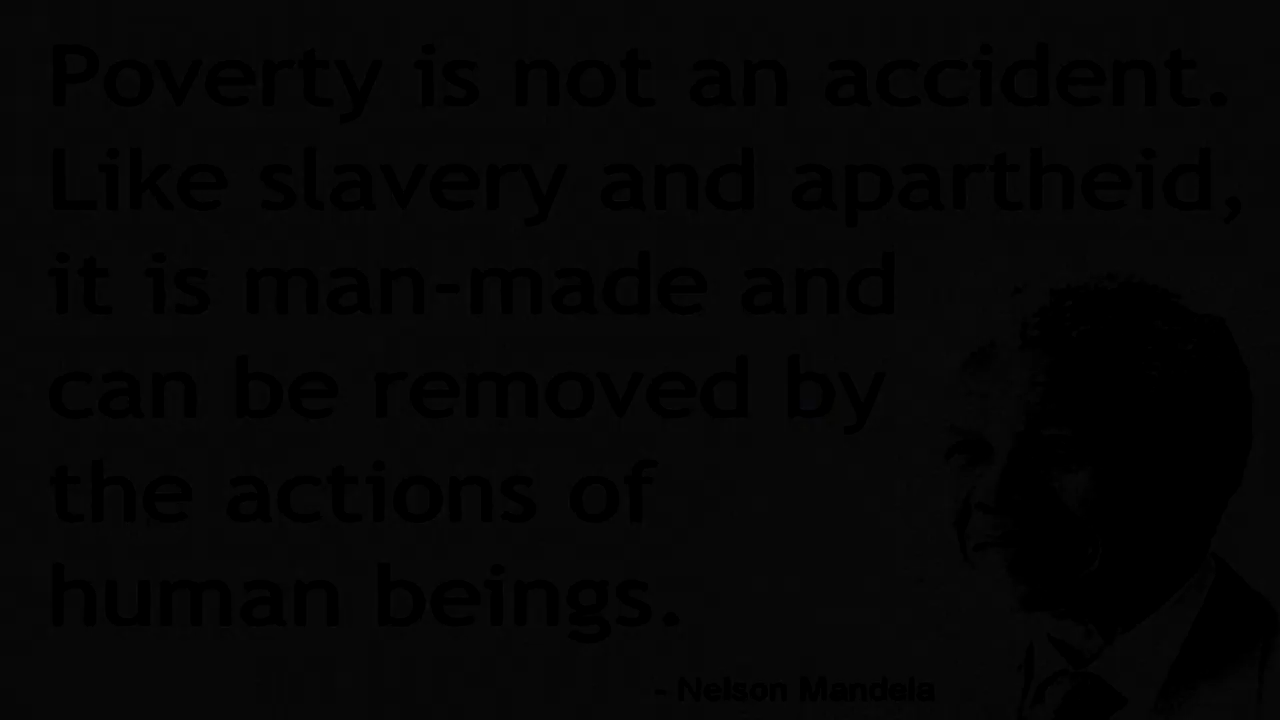 Poverty is not an accident.
Like slavery and apartheid,
it is man-made and
can be removed by
the actions of
human beings.
- Nelson Mandela